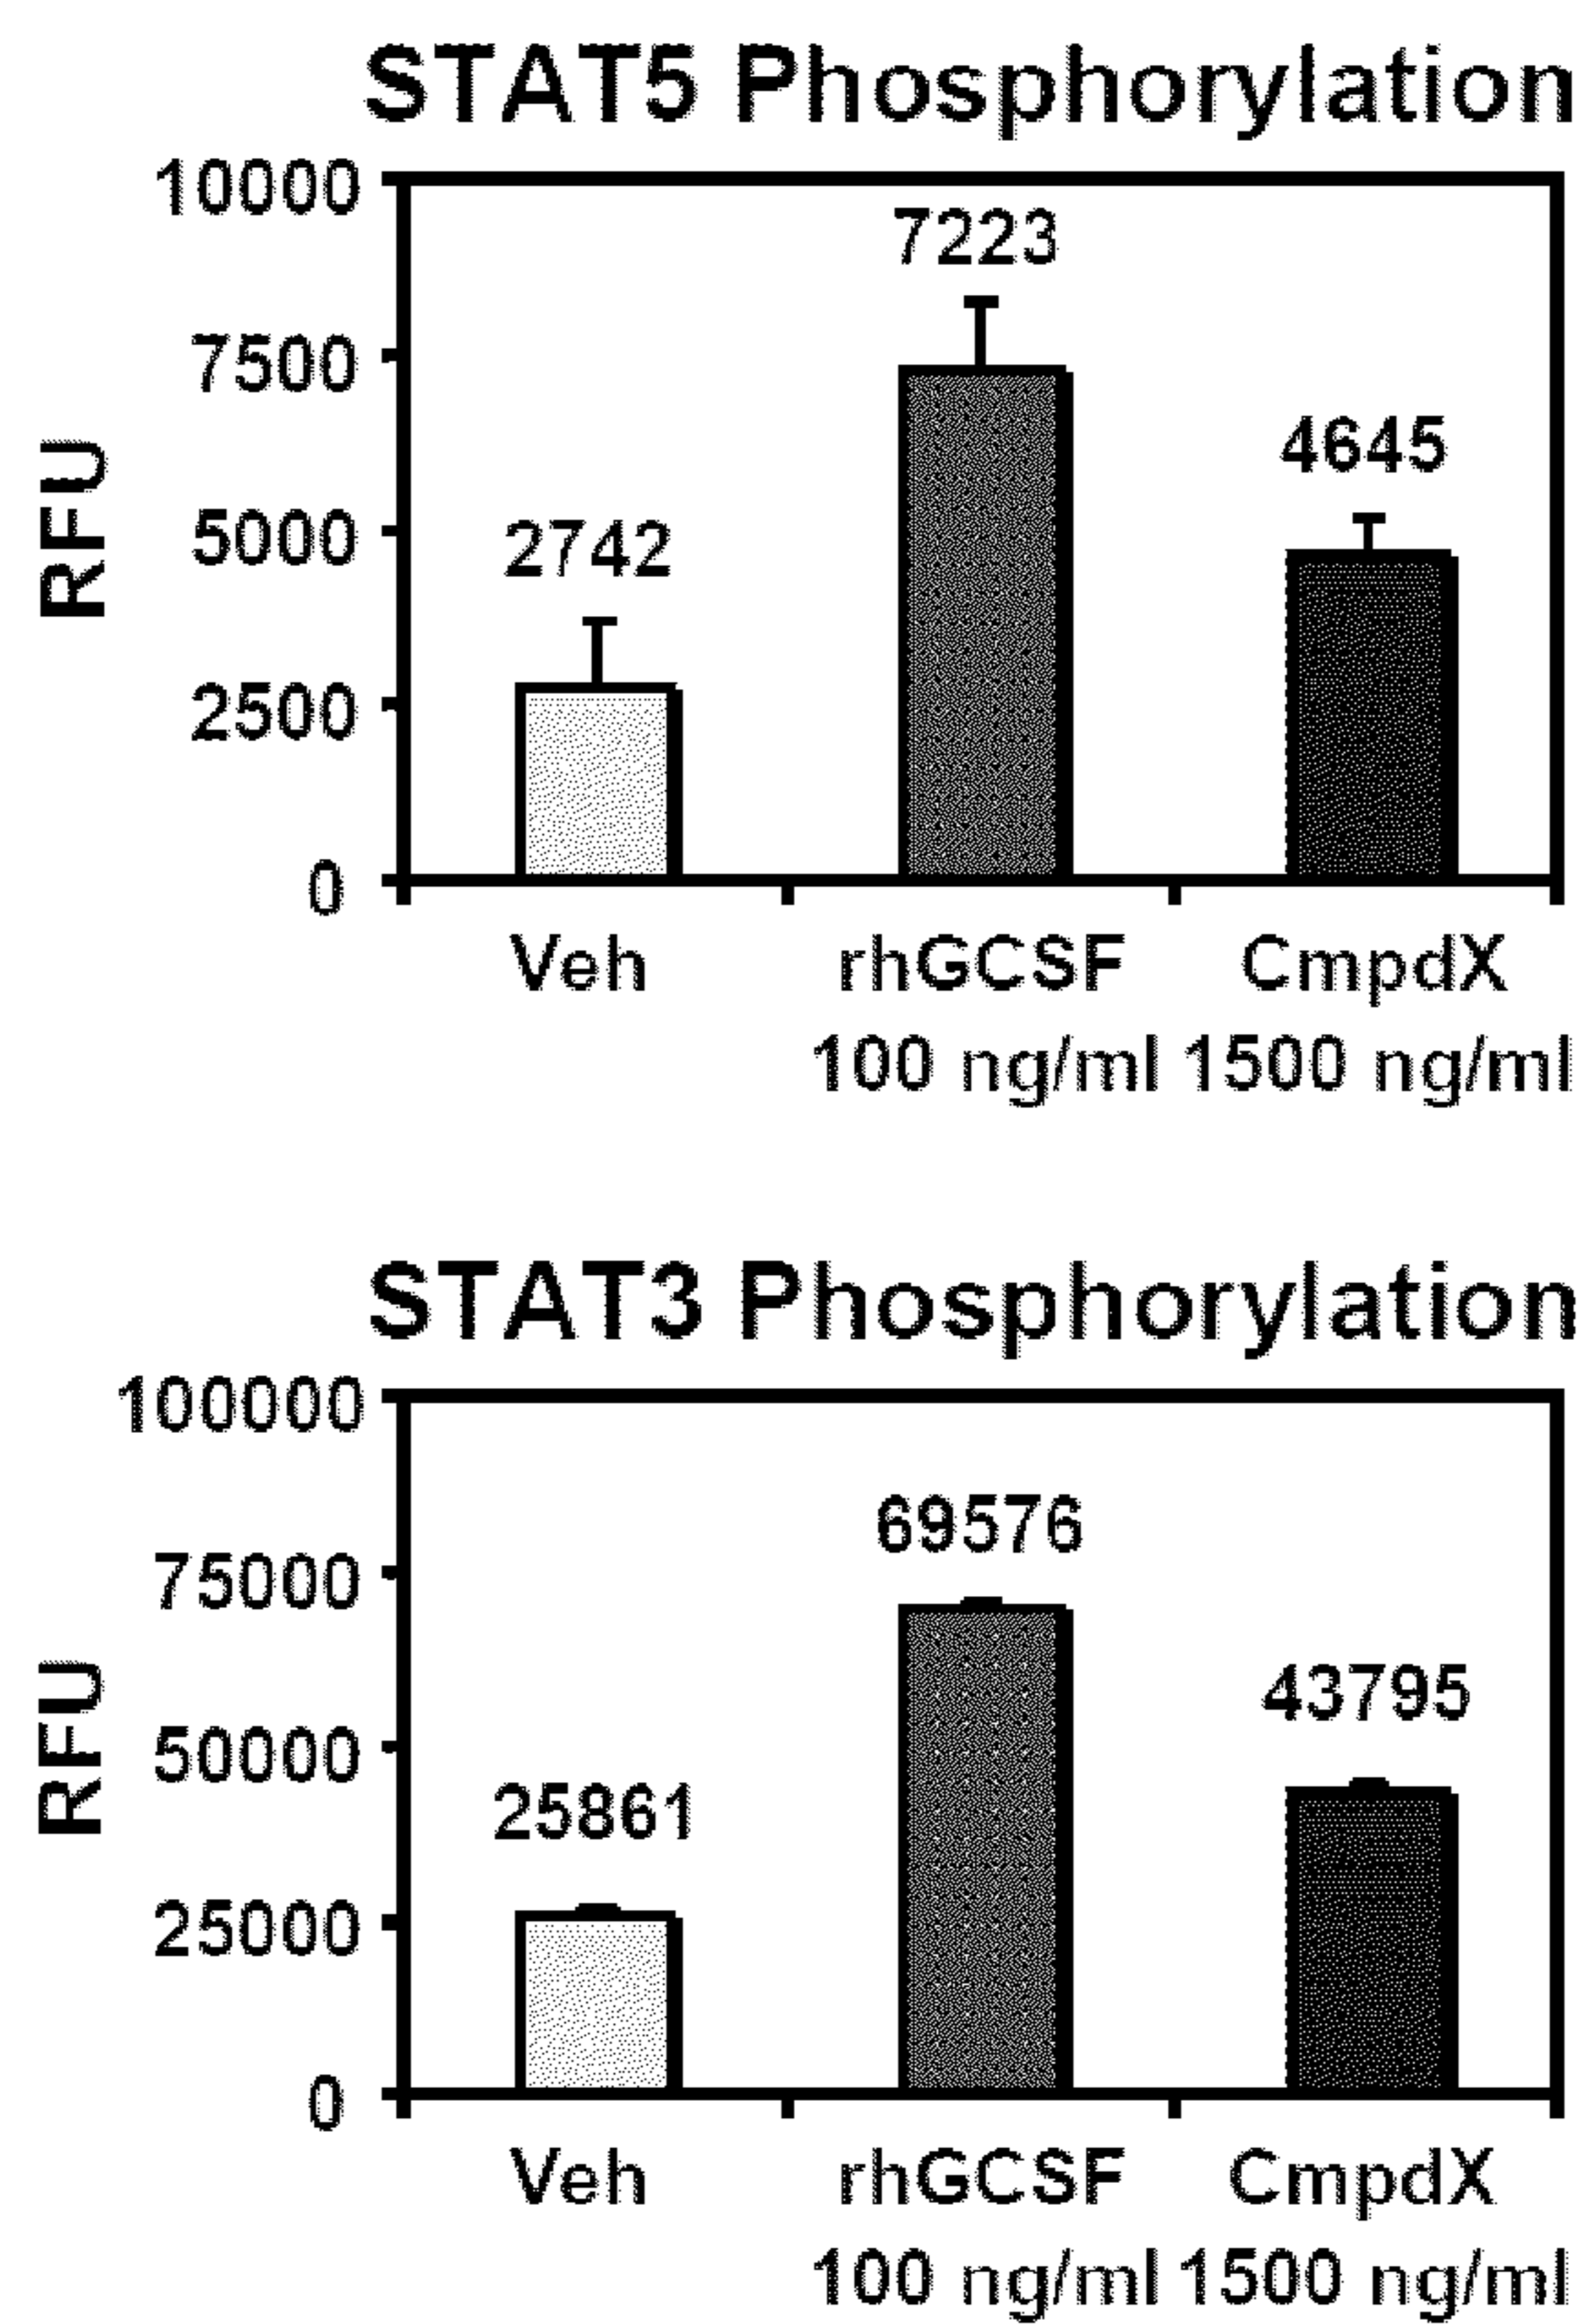 STAT5 Phosphorylation
10000
7223
7500
4645
RFU
5000
2742
2500
0
Veh rhGCSF CmpdX
100 ng/ml 1500 ng/ml
STAT3 Phosphorylation
100000
69576
75000
43795
RFU
50000
25861
25000
0
Veh rhGCSF CmpdX
100 ng/ml 1500 ng/ml